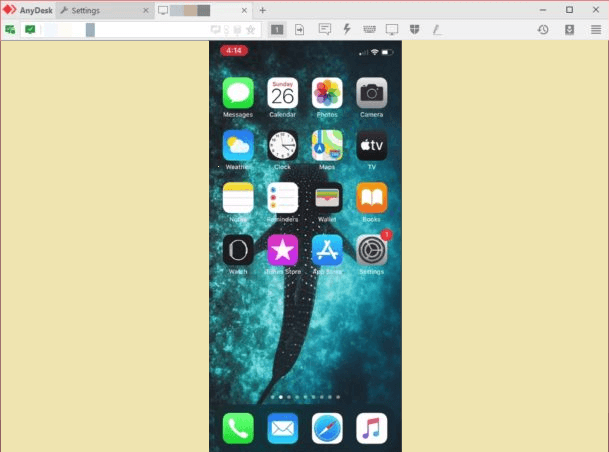 AnyDesk Settings
1
4:14
Sunday
26
Messages Calendar Photos Camera
tv
Weather Clock Maps TV
Notes Reminders Wallet Books
1
Watch iTunes Store App Store Settings